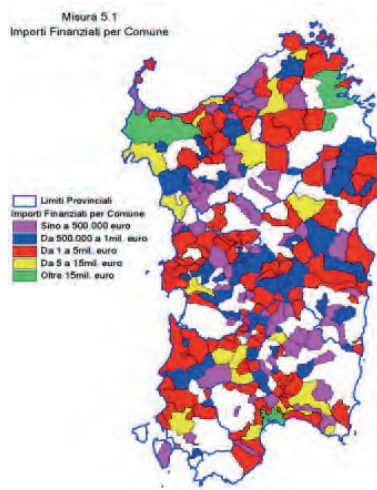 Misura 5.1
Importi Finanziati per Comune
Limiti Provinciali
Importi Finanziati per Comune
Sino a 500.000 euro
Da 500.000 a 1mil. euro
Da 1 a 5mil. euro
Da 5 a 15mil. euro
Oltre 15mil. euro